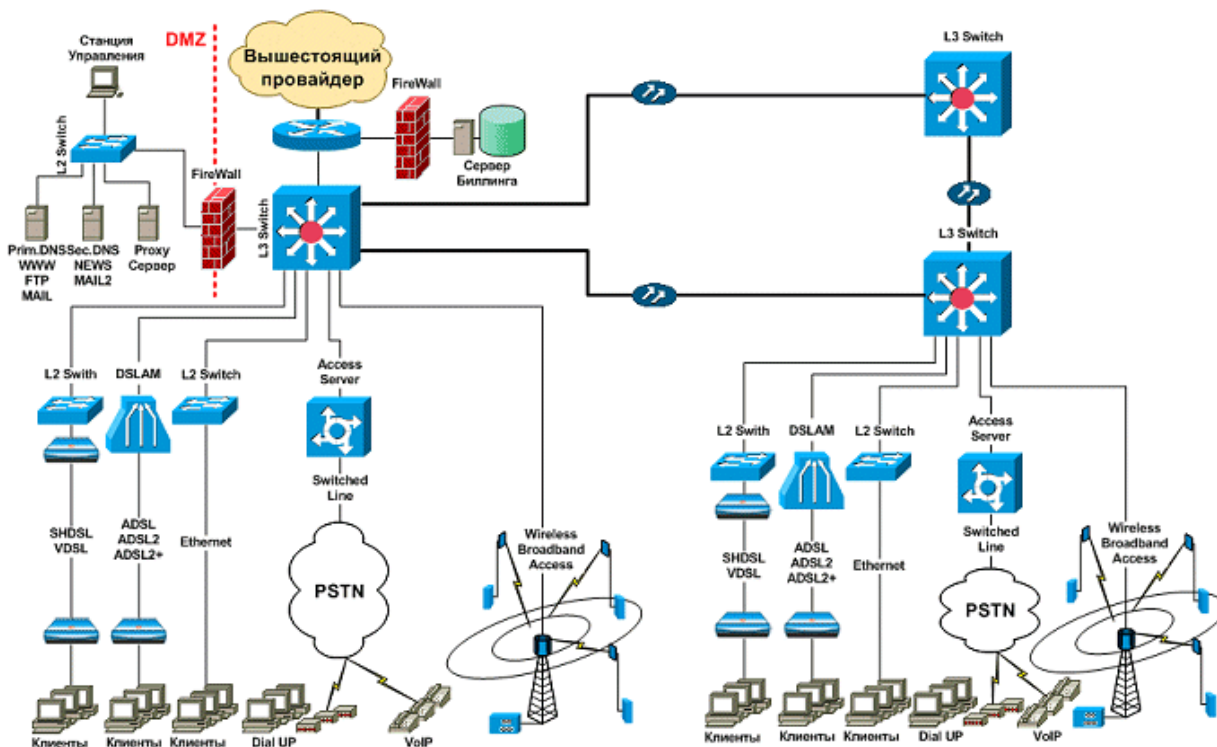 Станция
Управления
DMZ
Вышестоящий
провайдер
FireWall
L3 Switch
L2 Switch
FireWall
Сервер
Биллинга
L3 Switch
L3 Switch
Prim.DNS
WWW
FTP
MAIL
Sec.DNS
NEWS
MAIL2
Proxy
Сервер
L2 Swith
DSLAM
L2 Switch
Access
Server
Switched
Line
SHDSL
VDSL
ADSL
ADSL2
ADSL2+
Ethernet
PSTN
Wireless
Broadband
Access
Клиенты
Клиенты
Клиенты
Dial UP
VoIP
L2 Swith
DSLAM
L2 Switch
Access
Server
Switched
Line
SHDSL
VDSL
ADSL
ADSL2
ADSL2+
Ethernet
PSTN
Wireless
Broadband
Access
Клиенты
Клиенты
Клиенты
Dial UP
VoIP